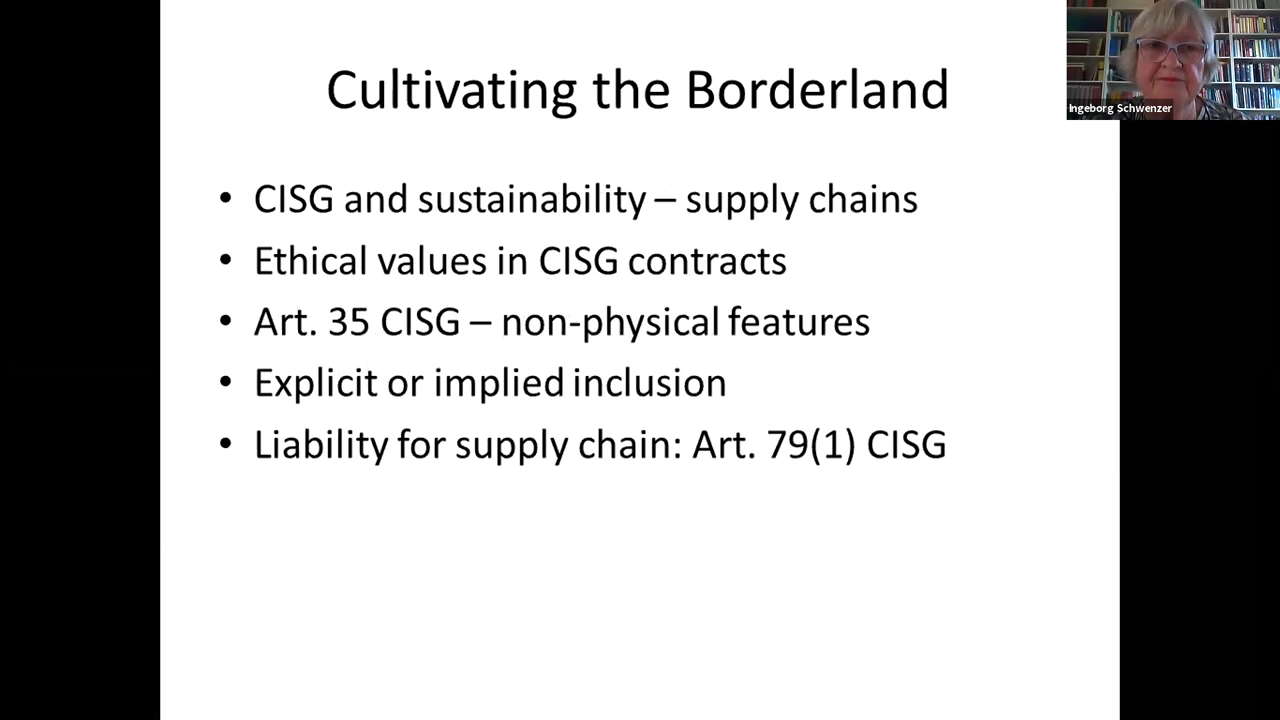 Cultivating the Borderland
Ingeborg Schwenzer
• CISG and sustainability – supply chains
• Ethical values in CISG contracts
• Art. 35 CISG – non-physical features
• Explicit or implied inclusion
• Liability for supply chain: Art. 79(1) CISG